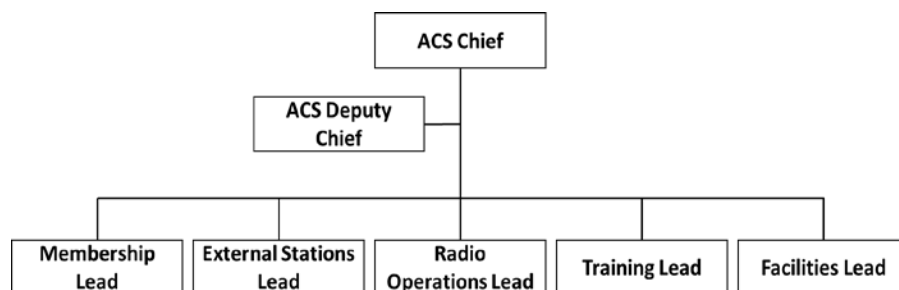 ACS Chief
ACS Deputy
Chief
Membership
Lead
External Stations
Lead
Radio
Operations Lead
Training Lead
Facilities Lead